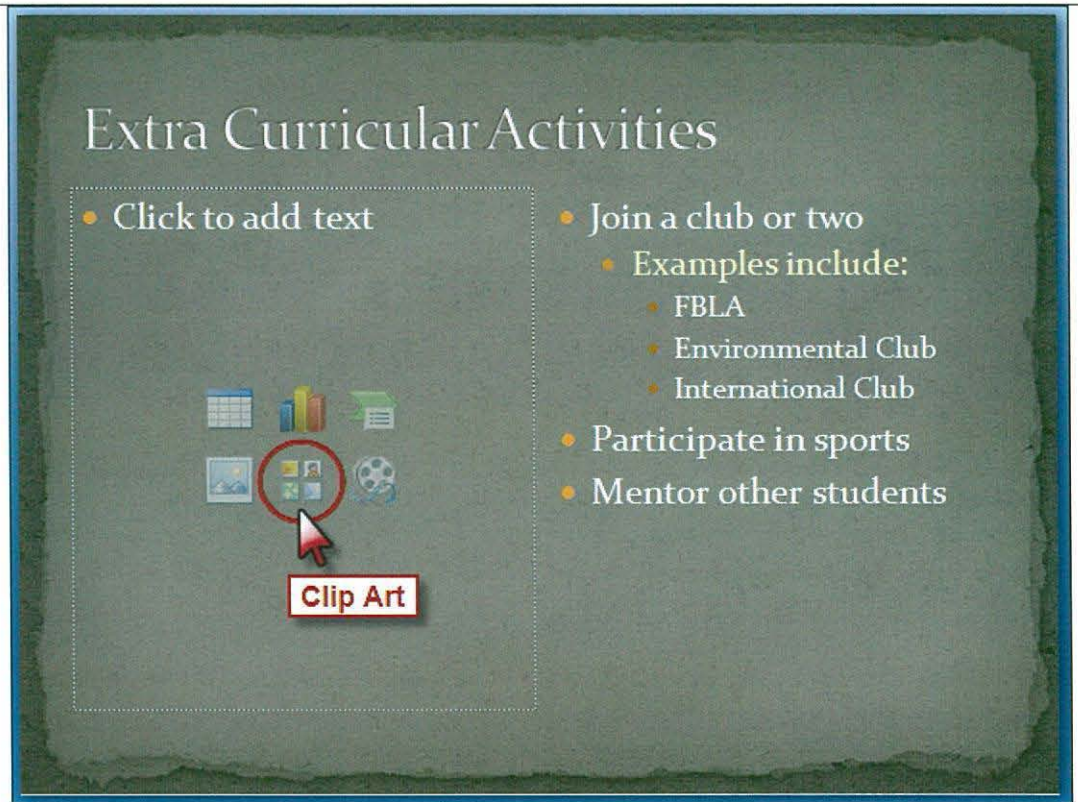 Extra Curricular Activities
Click to add text
Clip Art
Join a club or two
Examples include:
FBLA
Environmental Club
International Club
Participate in sports
Mentor other students